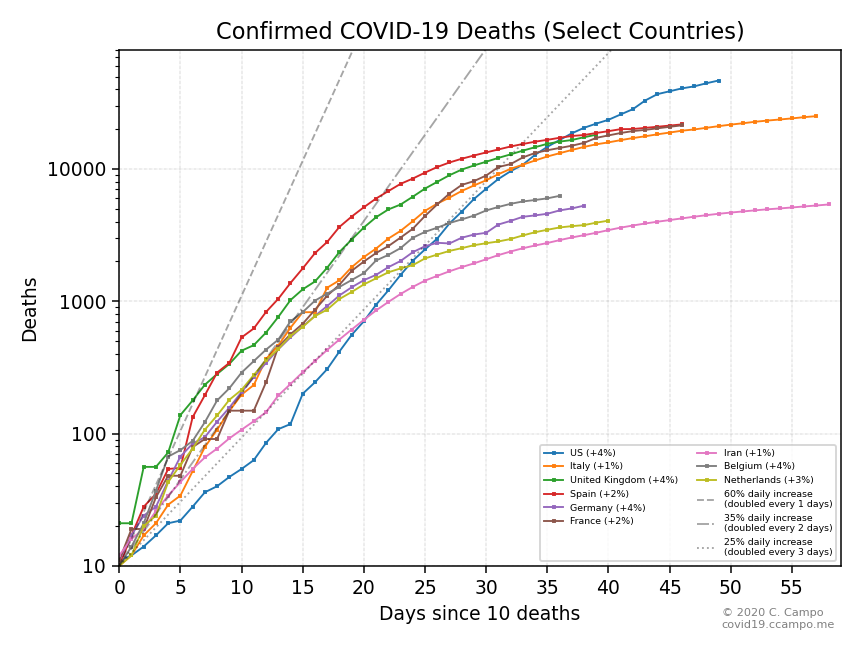 Confirmed COVID-19 Deaths (Select Countries)
Deaths
10000
1000
100
10
0 5 10 15 20 25 30 35 40 45 50 55
Days since 10 deaths
US (+4%)
Italy (+1%)
United Kingdom (+4%)
Spain (+2%)
Germany (+4%)
France (+2%)
Iran (+1%)
Belgium (+4%)
Netherlands (+3%)
60% daily increase
(doubled every 1 days)
35% daily increase
(doubled every 2 days)
25% daily increase
(doubled every 3 days)
© 2020 C. Campo
covid19.ccampo.me